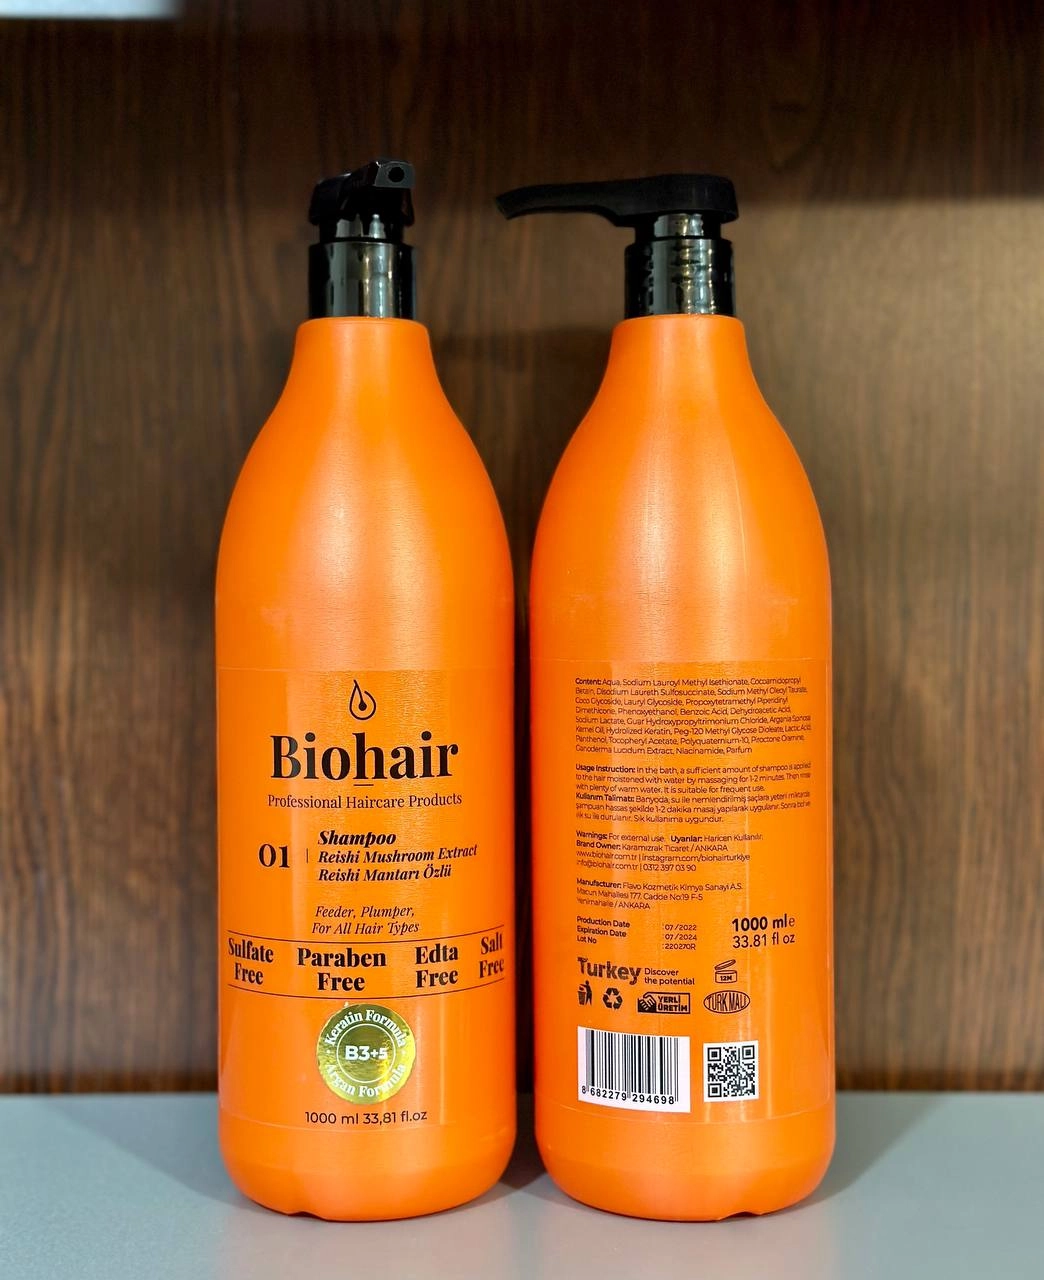 Biohair
Professional Haircare Products
01
Shampoo
Reishi Mushroom Extract
Reishi Mantarı Özlü
Feeder, Plumper,
For All Hair Types
Sulfate Free
Paraben Free
Edta Free
Salt Free
Keratin Formula
B3+5
Argan Formula
1000 ml 33,81 fl.oz
Content: Aqua, Sodium Lauroyl Methyl Isethionate, Cocoamidopropyl
Betain, Disodium Laureth Sulfosuccinate, Sodium Methyl Oleoyl Taurate,
Coco Glycoside, Lauryl Glycoside, Propoxytetramethyl Piperidinyl
Dimethicone, Phenoxyethanol, Benzoic Acid, Dehydroacetic Acid,
Sodium Lactate, Guar Hydroxypropyltrimonium Chloride, Argania Spinosa
Kernel Oil, Hydrolized Keratin, Peg-120 Methyl Glycose Dioleate, Lactic Acid,
Panthenol, Tocopheryl Acetate, Polyquaternium-10, Piroctone Olamine,
Ganoderma Lucidum Extract, Niacinamide, Parfum
Usage Instruction: In the bath, a sufficient amount of shampoo is applied
to the hair moistened with water by massaging for 1-2 minutes. Then rinse
with plenty of warm water. It is suitable for frequent use.
Kullanım Talimatı: Banyoda, su ile nemlendirilmiş saçlara yeteri miktarda
şampuan hassas şekilde 1-2 dakika masaj yapılarak uygulanır. Sonra bol ve
ılık su ile durulanır. Sık kullanıma uygundur.
Warnings: For external use. Uyarılar: Haricen Kullanılır.
Brand Owner: Karamızrak Ticaret / ANKARA
www.biohair.com.tr | instagram.com/biohairturkiye
info@biohair.com.tr | 0312 397 03 90
Manufacturer: Flavo Kozmetik Kimya Sanayi A.S.
Macun Mahallesi 177. Cadde No:19 F-5
Yenimahalle / ANKARA
Production Date :07/2022
Expiration Date :07/2024
Lot No :220270R
1000 ml e
33.81 fl oz
Turkey Discover
the potential
12M
YERLİ
ÜRETİM
TÜRK MALI
8 682279 294698